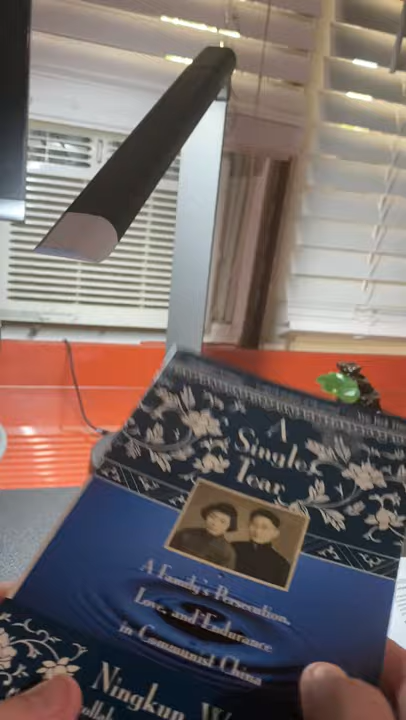 A
Single
Tear
A Family's Persecution,
Love, and Endurance
in Communist China
Ningkun